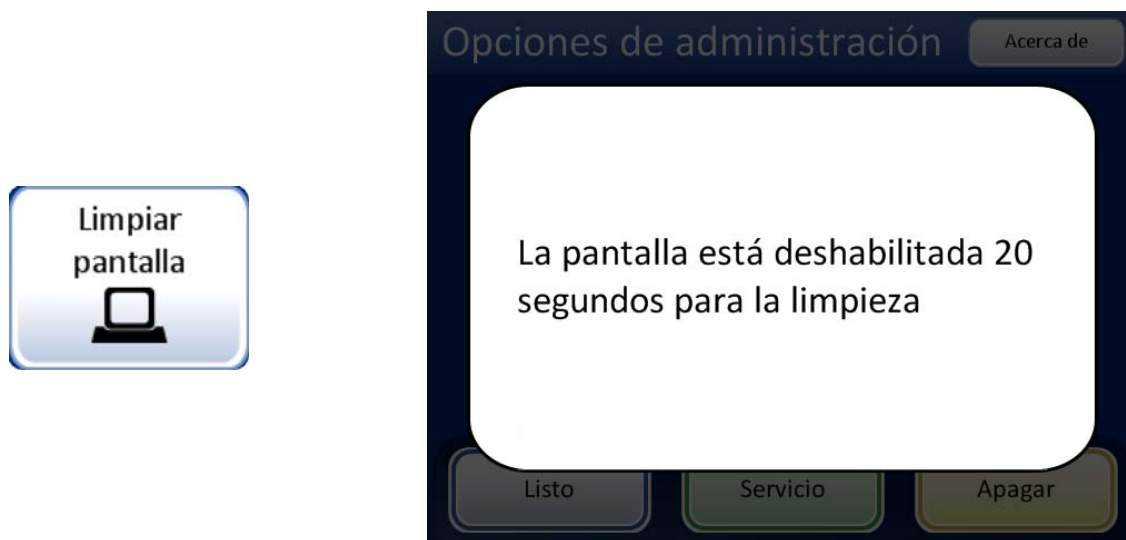 Limpiar
pantalla
Opciones de administración
Acerca de
La pantalla está deshabilitada 20
segundos para la limpieza
Listo
Servicio
Apagar